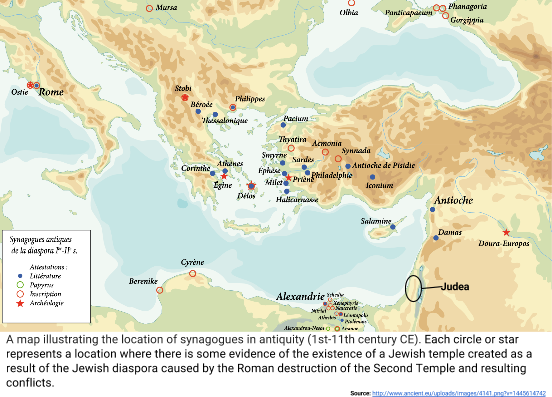 Mursa
Olbia
Phanagoria
Panticapaeum
Gorgippia
Ostie
Rome
Stobi
Béroée
Philippes
Thessalonique
Pacium
Thyatira
Acmonia
Synnada
Smyrne
Sardes
Antioche de Pisidie
Corinthe
Athènes
Ephèse
Philadelphie
Priène
Égine
Milet
Iconium
Délos
Halicarnasse
Antioche
Salamine
Damas
Doura-Europos
Synagogues antiques
de la diaspora Iᵉʳ-IIᵉ s.
Attestations :
Littérature
Papyrus
Inscription
Archéologie
Cyrène
Berenike
Alexandrie
Judea
A map illustrating the location of synagogues in antiquity (1st-11th century CE). Each circle or star
represents a location where there is some evidence of the existence of a Jewish temple created as a
result of the Jewish diaspora caused by the Roman destruction of the Second Temple and resulting
conflicts.
Source: http://www.ancient.eu/uploads/images/4141.png?v=1445614742